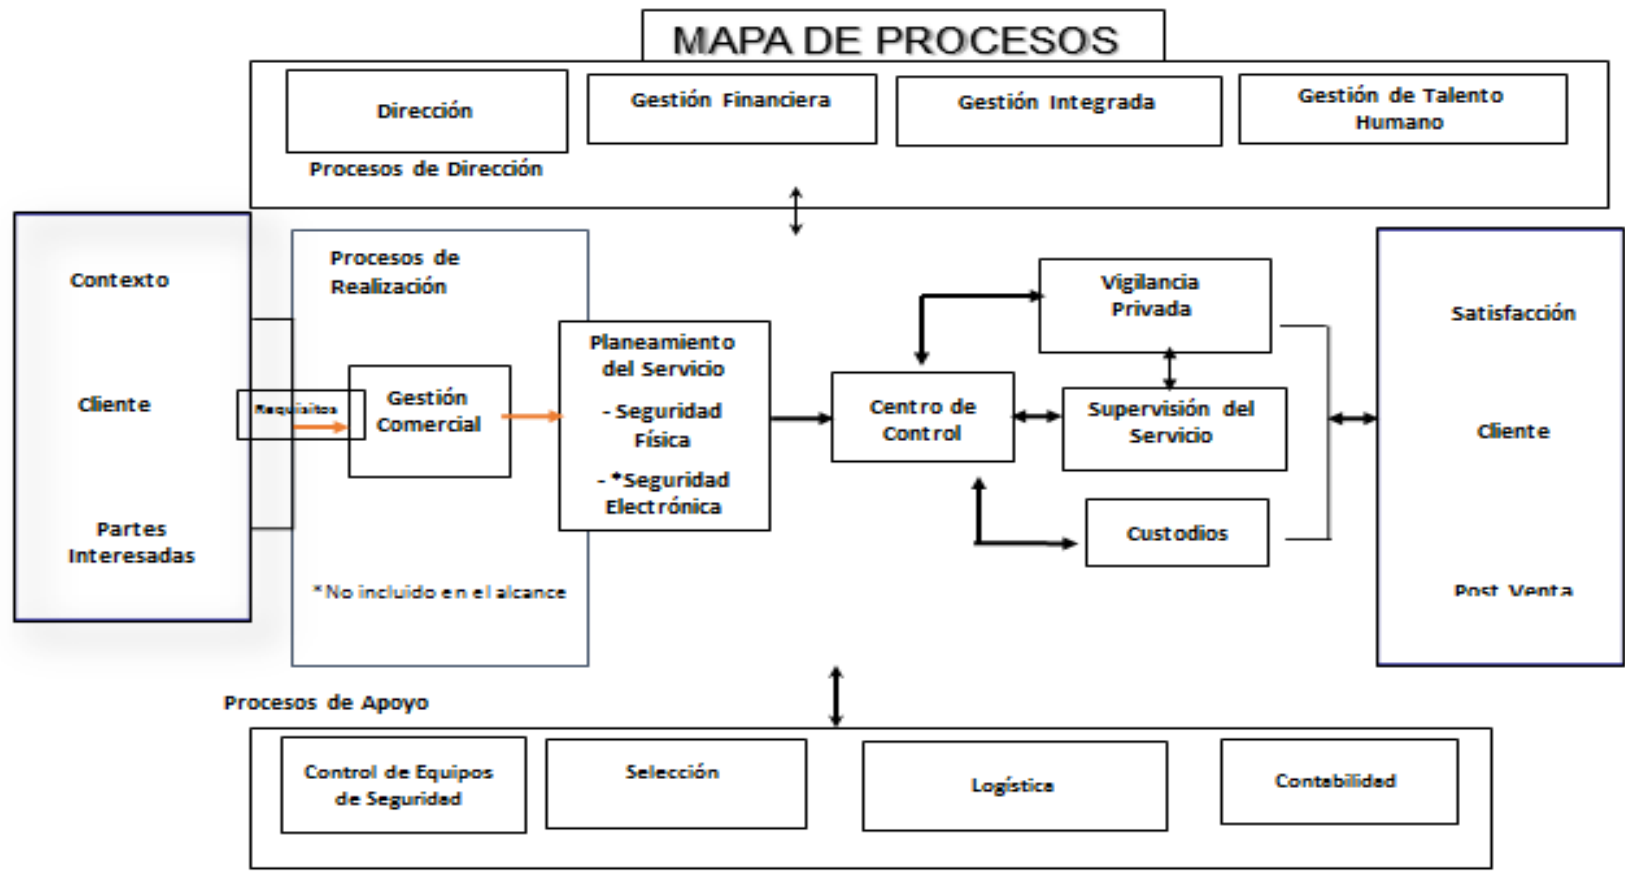 MAPA DE PROCESOS
Dirección
Gestión Financiera
Gestión Integrada
Gestión de Talento
Humano
Procesos de Dirección
Contexto
Cliente
Partes
Interesadas
Requisitos
Procesos de
Realización
Gestión
Comercial
Planeamiento
del Servicio
- Seguridad
Física
- *Seguridad
Electrónica
*No incluido en el alcance
Centro de
Control
Vigilancia
Privada
Supervisión del
Servicio
Custodios
Satisfacción
Cliente
Post Venta
Procesos de Apoyo
Control de Equipos
de Seguridad
Selección
Logística
Contabilidad